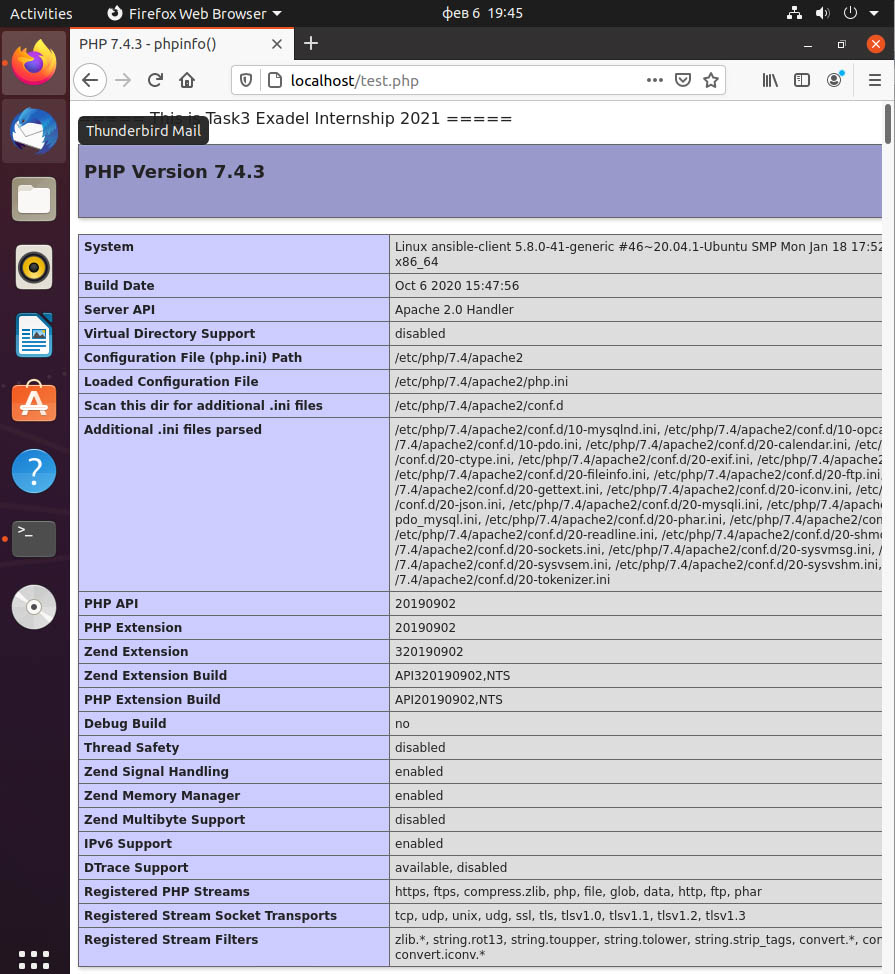 Activities
Firefox Web Browser
фев 6 19:45
PHP 7.4.3 - phpinfo()
localhost/test.php
===== This is Task3 Exadel Internship 2021 =====
Thunderbird Mail
PHP Version 7.4.3
System
Linux ansible-client 5.8.0-41-generic #46~20.04.1-Ubuntu SMP Mon Jan 18 17:52
x86_64
Build Date
Oct 6 2020 15:47:56
Server API
Apache 2.0 Handler
Virtual Directory Support
disabled
Configuration File (php.ini) Path
/etc/php/7.4/apache2
Loaded Configuration File
/etc/php/7.4/apache2/php.ini
Scan this dir for additional .ini files
/etc/php/7.4/apache2/conf.d
Additional .ini files parsed
/etc/php/7.4/apache2/conf.d/10-mysqlnd.ini, /etc/php/7.4/apache2/conf.d/10-opca
/7.4/apache2/conf.d/10-pdo.ini, /etc/php/7.4/apache2/conf.d/20-calendar.ini, /etc/
/conf.d/20-ctype.ini, /etc/php/7.4/apache2/conf.d/20-exif.ini, /etc/php/7.4/apache2
/etc/php/7.4/apache2/conf.d/20-fileinfo.ini, /etc/php/7.4/apache2/conf.d/20-ftp.ini,
/7.4/apache2/conf.d/20-gettext.ini, /etc/php/7.4/apache2/conf.d/20-iconv.ini, /etc/
/conf.d/20-json.ini, /etc/php/7.4/apache2/conf.d/20-mysqli.ini, /etc/php/7.4/apache
pdo_mysql.ini, /etc/php/7.4/apache2/conf.d/20-phar.ini, /etc/php/7.4/apache2/con
/etc/php/7.4/apache2/conf.d/20-readline.ini, /etc/php/7.4/apache2/conf.d/20-shmo
/7.4/apache2/conf.d/20-sockets.ini, /etc/php/7.4/apache2/conf.d/20-sysvmsg.ini, /
/7.4/apache2/conf.d/20-sysvsem.ini, /etc/php/7.4/apache2/conf.d/20-sysvshm.ini,
/7.4/apache2/conf.d/20-tokenizer.ini
PHP API
20190902
PHP Extension
20190902
Zend Extension
320190902
Zend Extension Build
API320190902,NTS
PHP Extension Build
API20190902,NTS
Debug Build
no
Thread Safety
disabled
Zend Signal Handling
enabled
Zend Memory Manager
enabled
Zend Multibyte Support
disabled
IPv6 Support
enabled
DTrace Support
available, disabled
Registered PHP Streams
https, ftps, compress.zlib, php, file, glob, data, http, ftp, phar
Registered Stream Socket Transports
tcp, udp, unix, udg, ssl, tls, tlsv1.0, tlsv1.1, tlsv1.2, tlsv1.3
Registered Stream Filters
zlib.*, string.rot13, string.toupper, string.tolower, string.strip_tags, convert.*, con
convert.iconv.*